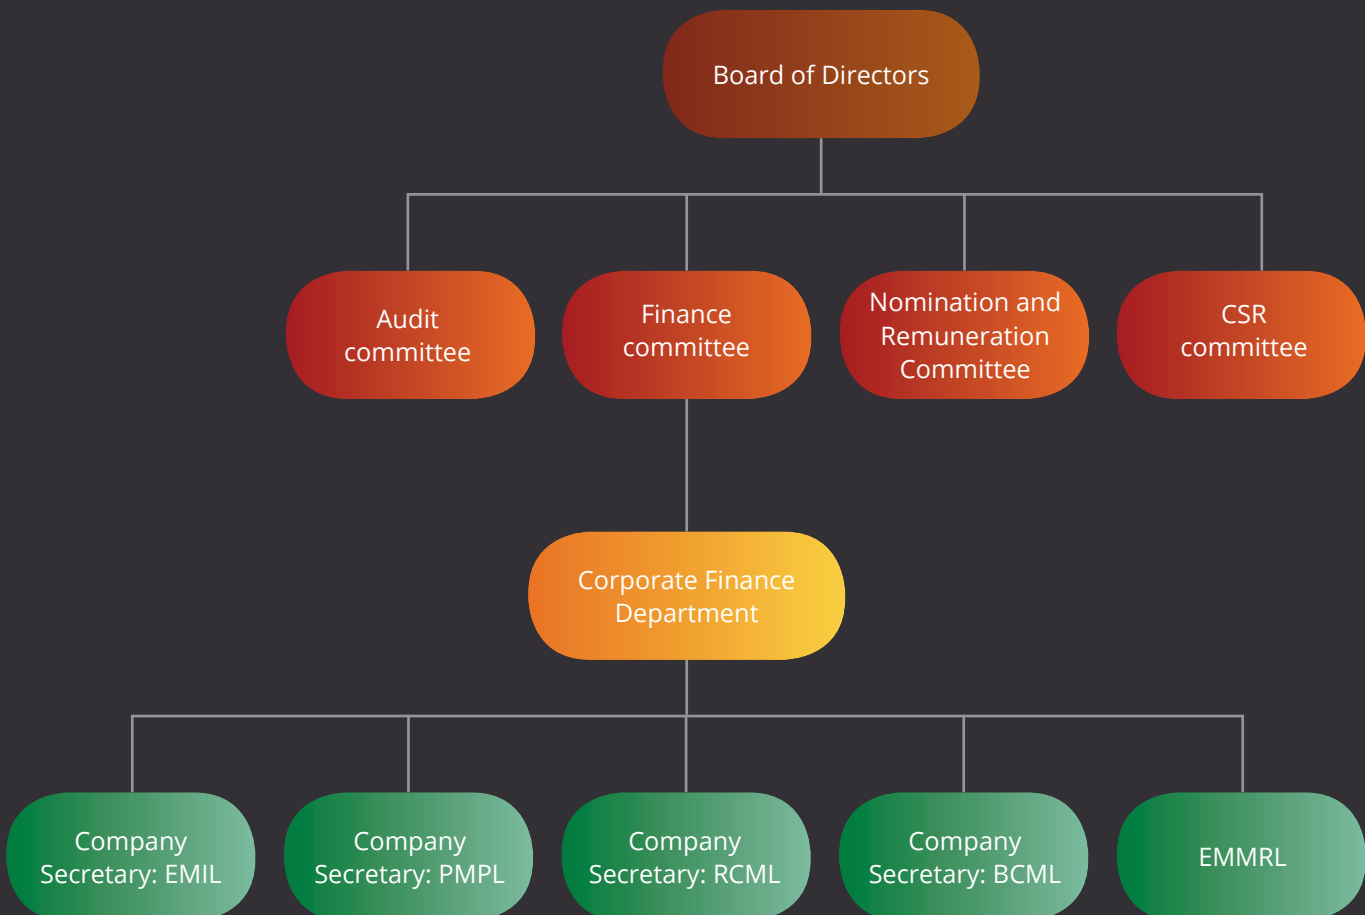 Board of Directors
Audit
committee
Finance
committee
Nomination and
Remuneration
Committee
CSR
committee
Corporate Finance
Department
Company
Secretary: EMIL
Company
Secretary: PMPL
Company
Secretary: RCML
Company
Secretary: BCML
EMMRL